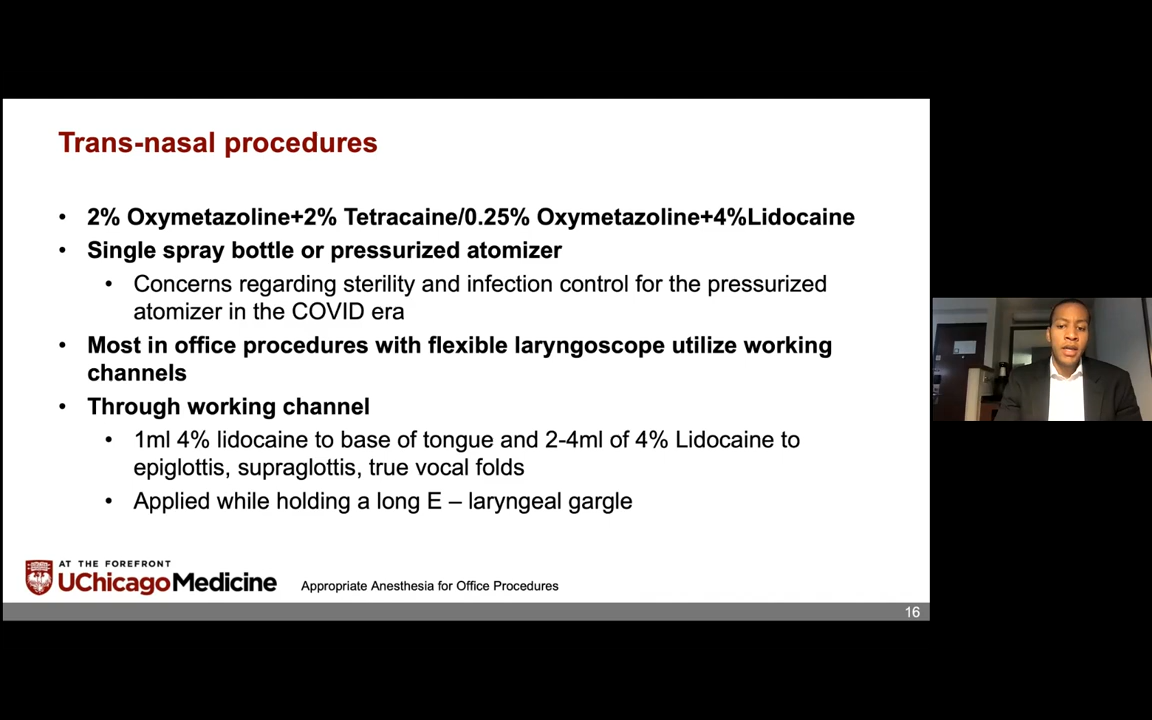 Trans-nasal procedures
• 2% Oxymetazoline+2% Tetracaine/0.25% Oxymetazoline+4%Lidocaine
• Single spray bottle or pressurized atomizer
• Concerns regarding sterility and infection control for the pressurized
atomizer in the COVID era
• Most in office procedures with flexible laryngoscope utilize working
channels
• Through working channel
• 1ml 4% lidocaine to base of tongue and 2-4ml of 4% Lidocaine to
epiglottis, supraglottis, true vocal folds
• Applied while holding a long E – laryngeal gargle
AT THE FOREFRONT
UChicagoMedicine
Appropriate Anesthesia for Office Procedures
16